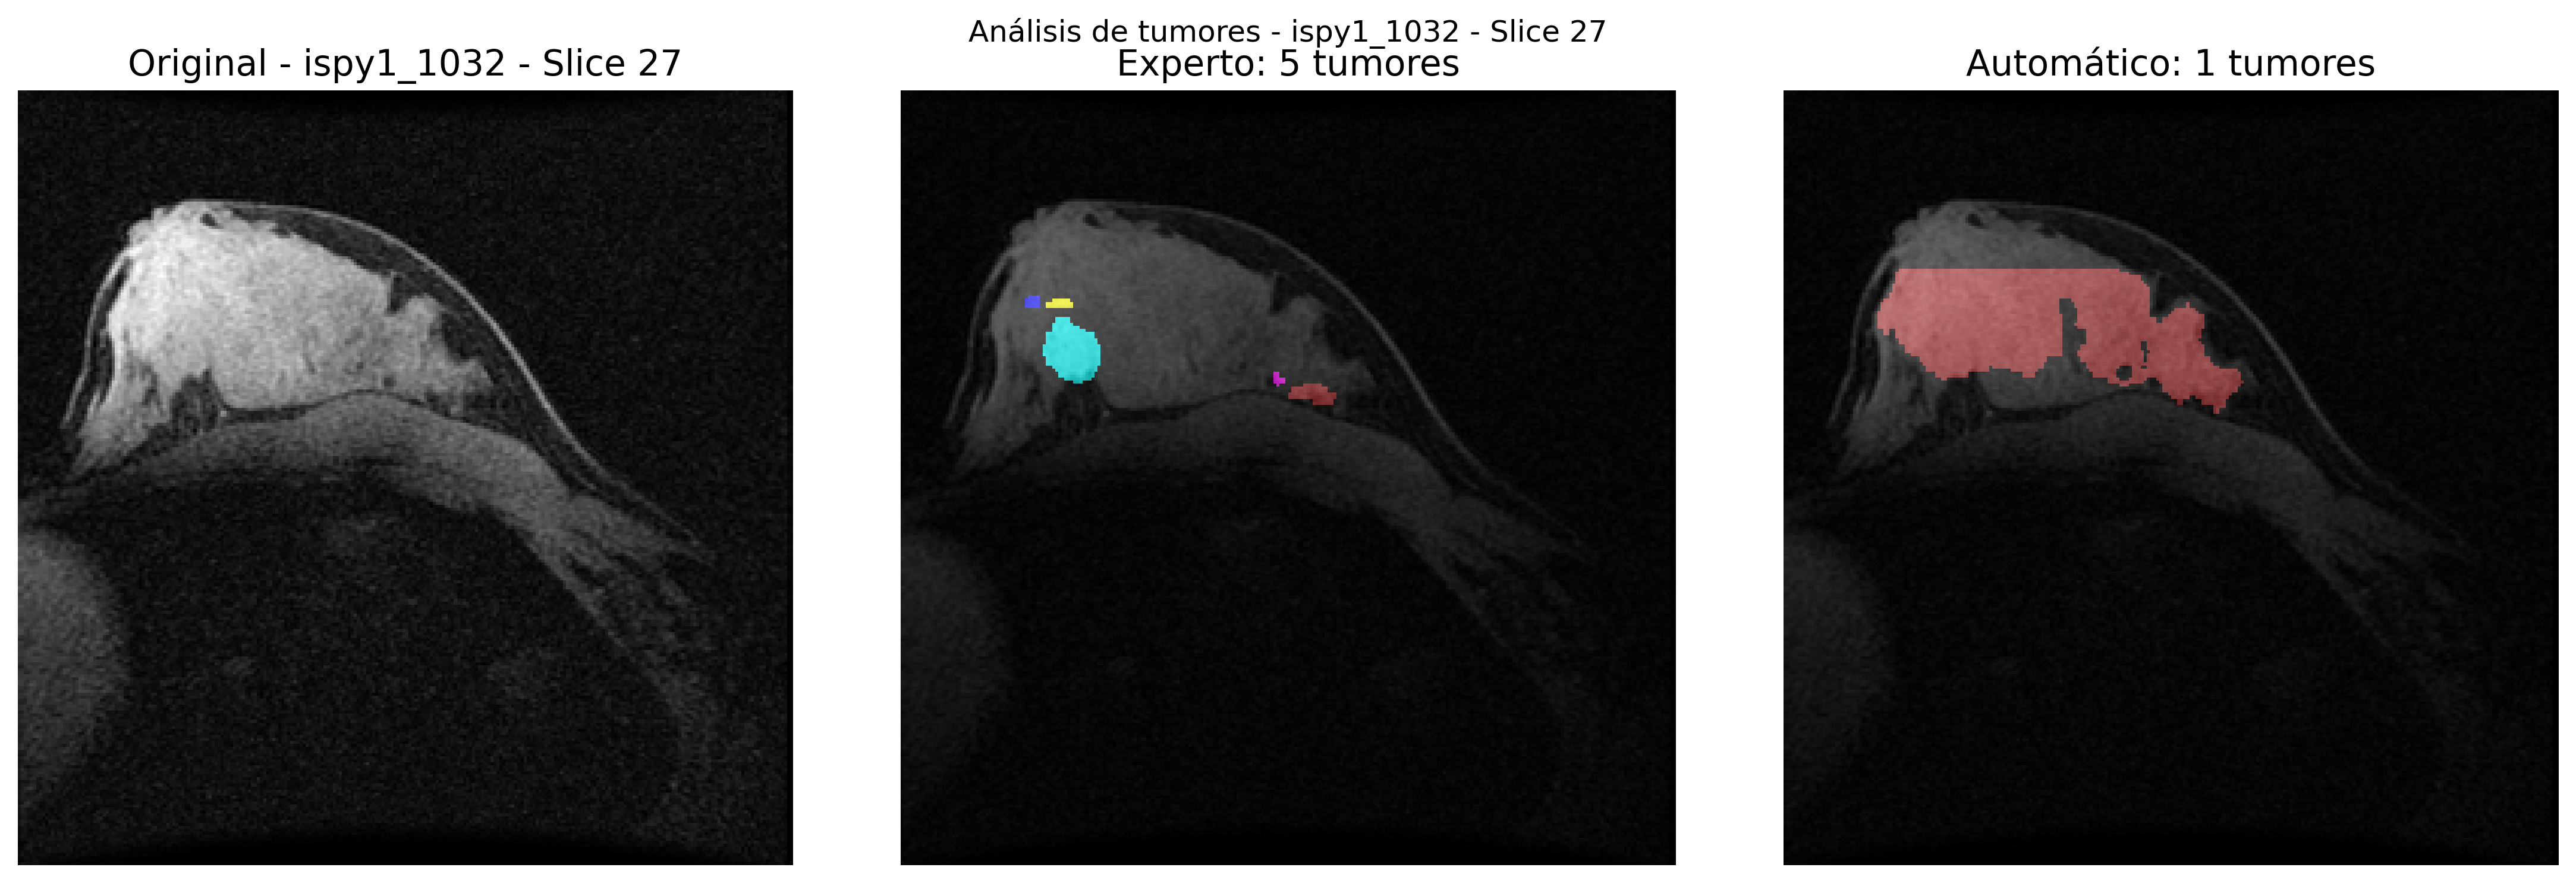 Análisis de tumores - ispy1_1032 - Slice 27
Original - ispy1_1032 - Slice 27
Experto: 5 tumores
Automático: 1 tumores